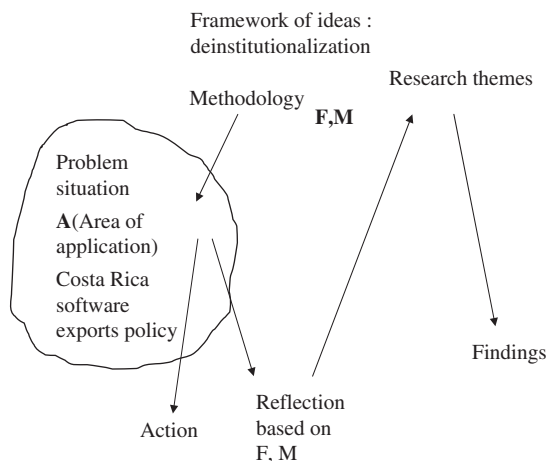 Framework of ideas :
deinstitutionalization
Research themes
Methodology
F,M
Problem
situation
A(Area of
application)
Costa Rica
software
exports policy
Findings
Action
Reflection
based on
F, M